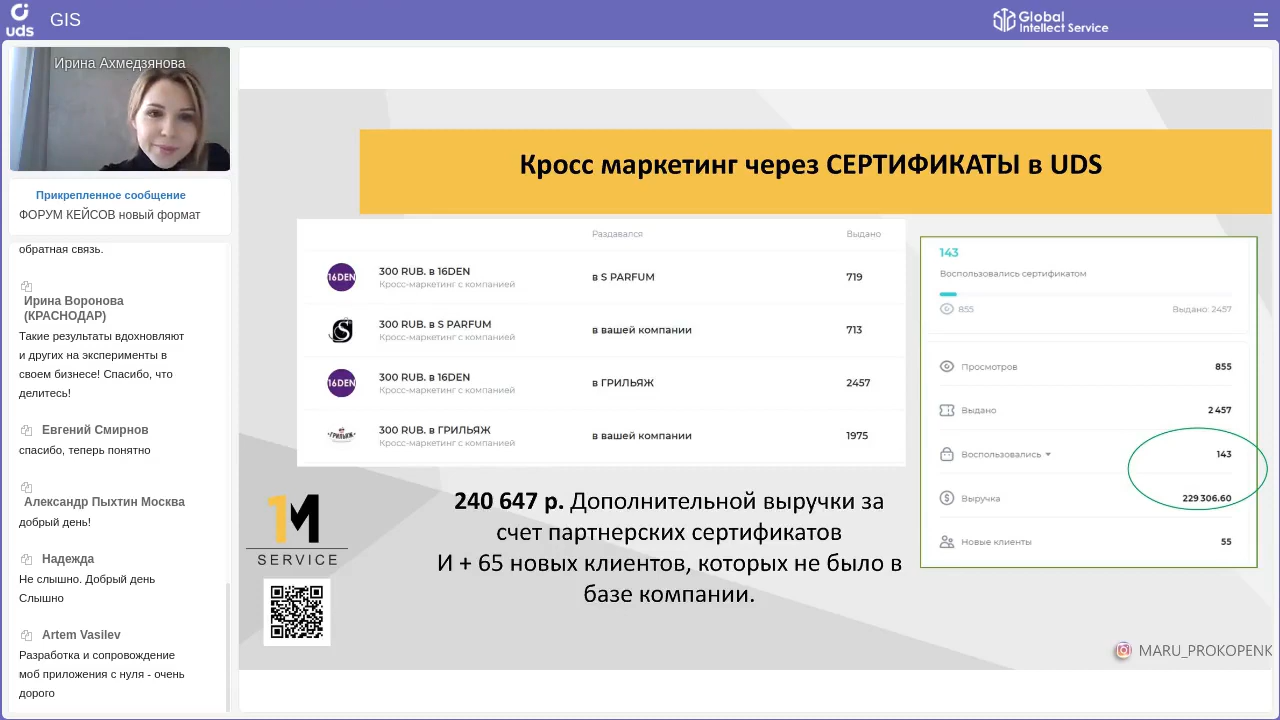 uds
GIS
Global
Intellect Service
Ирина Ахмедзянова
Прикрепленное сообщение
ФОРУМ КЕЙСОВ новый формат
обратная связь.
Ирина Воронова
(КРАСНОДАР)
Такие результаты вдохновляют
и других на эксперименты в
своем бизнесе! Спасибо, что
делитесь!
Евгений Смирнов
спасибо, теперь понятно
Александр Пыхтин Москва
добрый день!
Надежда
Не слышно. Добрый день
Слышно
Artem Vasilev
Разработка и сопровождение
моб приложения с нуля - очень
дорого
Кросс маркетинг через СЕРТИФИКАТЫ в UDS
Раздавался Выдано
16DEN 300 RUB. в 16DEN в S PARFUM 719
Кросс-маркетинг с компанией
S 300 RUB. в S PARFUM в вашей компании 713
Кросс-маркетинг с компанией
16DEN 300 RUB. в 16DEN в ГРИЛЬЯЖ 2457
Кросс-маркетинг с компанией
ГРИЛЬЯЖ 300 RUB. в ГРИЛЬЯЖ в вашей компании 1975
Кросс-маркетинг с компанией
143
Воспользовались сертификатом
855 Выдано: 2457
Просмотров 855
Выдано 2 457
Воспользовались 143
Выручка 229 306.60
Новые клиенты 55
1M
SERVICE
240 647 р. Дополнительной выручки за
счет партнерских сертификатов
И + 65 новых клиентов, которых не было в
базе компании.
MARU_PROKOPENK